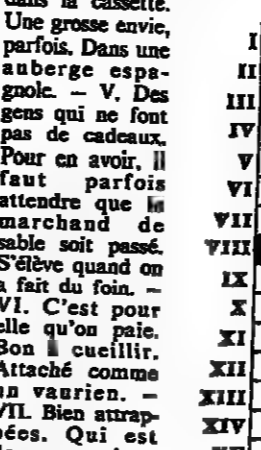 dans la cassette.
Une grosse envie,
parfois. Dans une
auberge espa-
gnole. — V. Des
gens qui ne font
pas de cadeaux.
Pour en avoir, il
faut parfois
attendre que le
marchand de
sable soit passé.
S'élève quand on
a fait du foin. —
VI. C'est pour
elle qu'on paie.
Bon à cueillir.
Attaché comme
un vaurien. —
VII. Bien attrap-
pées. Qui est
I
II
III
IV
V
VI
VII
VIII
IX
X
XI
XII
XIII
XIV